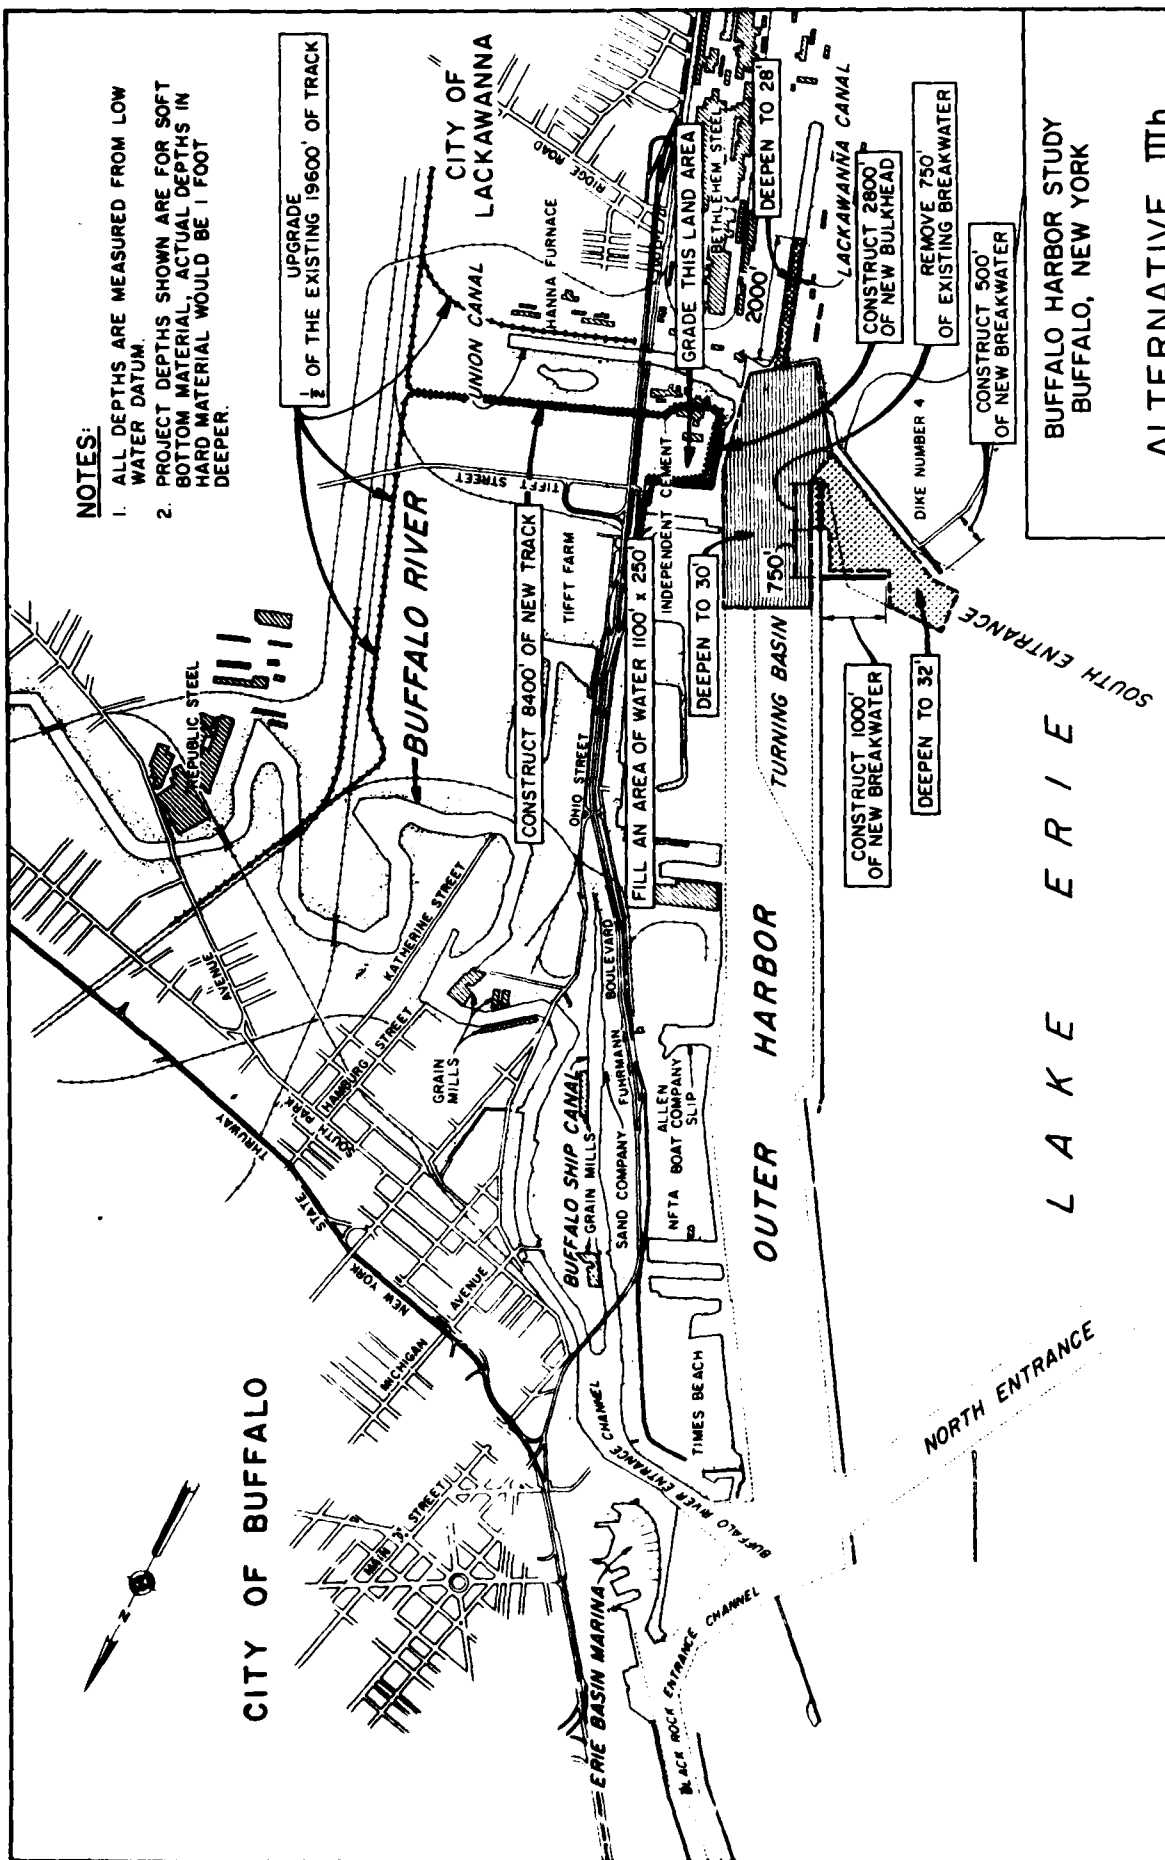 NOTES:
1. ALL DEPTHS ARE MEASURED FROM LOW
WATER DATUM.
2. PROJECT DEPTHS SHOWN ARE FOR SOFT
BOTTOM MATERIAL, ACTUAL DEPTHS IN
HARD MATERIAL WOULD BE 1 FOOT
DEEPER.
UPGRADE
1/2 OF THE EXISTING 19600' OF TRACK
CITY OF
LACKAWANNA
CITY OF BUFFALO
N
REPUBLIC STEEL
BUFFALO RIVER
UNION CANAL
HANNA FURNACE
RIDGE ROAD
TIFFT STREET
CONSTRUCT 8400' OF NEW TRACK
TIFFT FARM
GRADE THIS LAND AREA
BETHLEHEM STEEL
DEEPEN TO 28'
2000'
LACKAWANNA CANAL
CONSTRUCT 2800'
OF NEW BULKHEAD
REMOVE 750'
OF EXISTING BREAKWATER
CONSTRUCT 500'
OF NEW BREAKWATER
DIKE NUMBER 4
INDEPENDENT CEMENT
FILL AN AREA OF WATER 1100' x 250'
DEEPEN TO 30'
750'
TURNING BASIN
CONSTRUCT 1000'
OF NEW BREAKWATER
DEEPEN TO 32'
SOUTH ENTRANCE
OHIO STREET
KATHERINE STREET
AVENUE
SOUTH PARK
HAMBURG STREET
GRAIN
MILLS
NEW YORK
STATE
THRUWAY
MICHIGAN
AVENUE
MAIN STREET
BUFFALO SHIP CANAL
GRAIN MILLS
SAND COMPANY
FUHRMANN
BOULEVARD
NFTA BOAT COMPANY
ALLEN
SLIP
TIMES BEACH
BUFFALO RIVER ENTRANCE CHANNEL
ERIE BASIN MARINA
BLACK ROCK ENTRANCE CHANNEL
OUTER HARBOR
NORTH ENTRANCE
LAKE ERIE
BUFFALO HARBOR STUDY
BUFFALO, NEW YORK
ALTERNATIVE IIIh